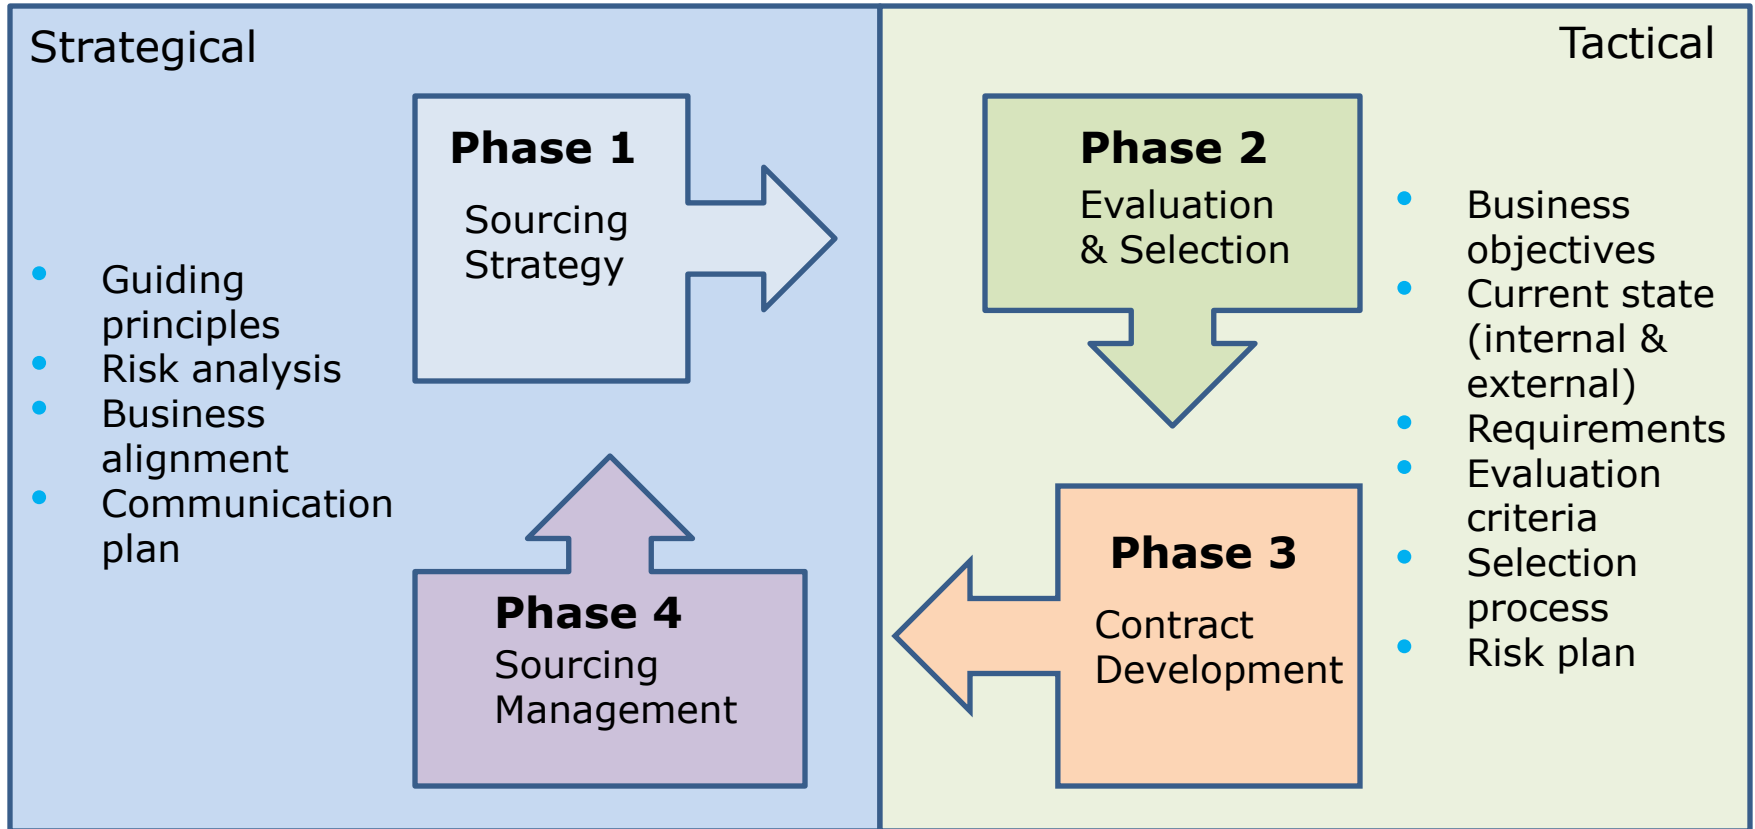 Strategical
Tactical
Phase 1
Sourcing
Strategy
Phase 2
Evaluation
& Selection
• Guiding
principles
• Risk analysis
• Business
alignment
• Communication
plan
• Business
objectives
• Current state
(internal &
external)
• Requirements
• Evaluation
criteria
• Selection
process
• Risk plan
Phase 3
Contract
Development
Phase 4
Sourcing
Management